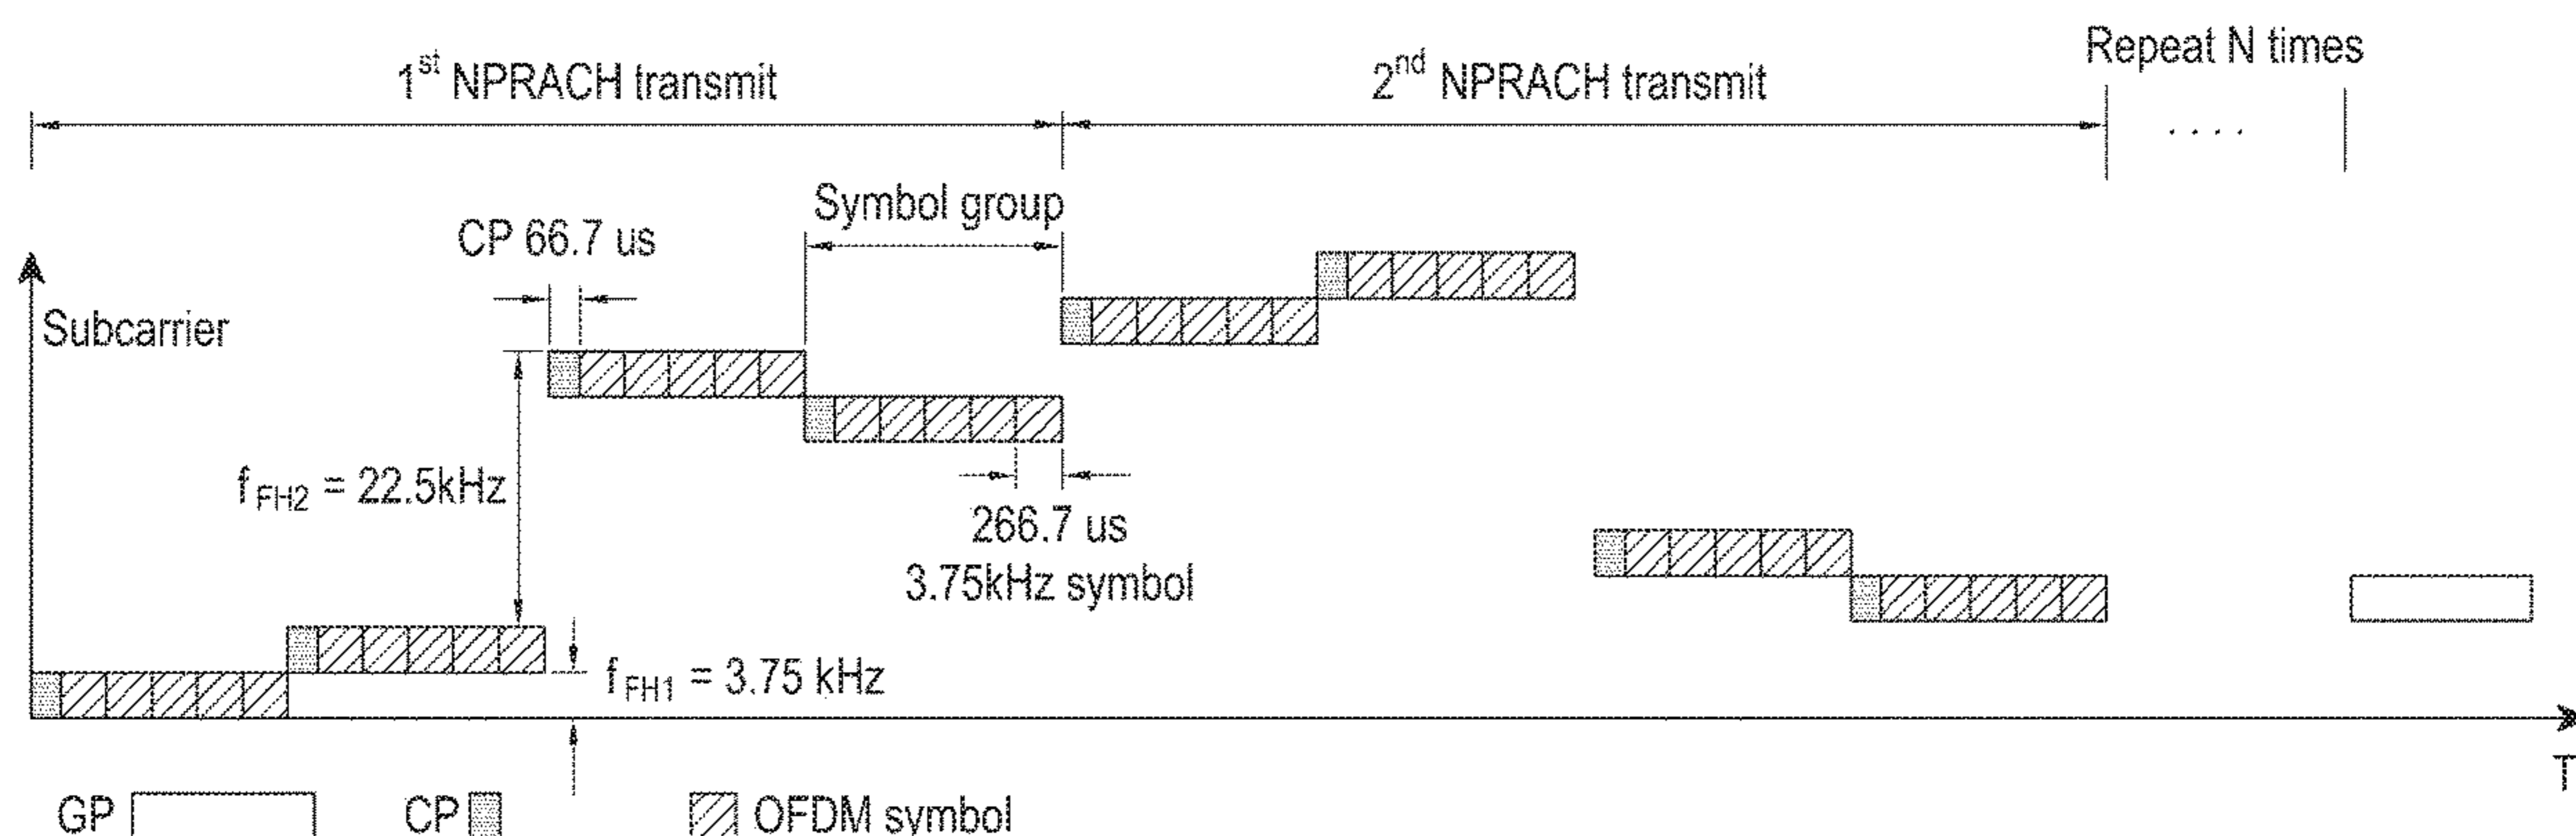 Repeat N times
1st NPRACH transmit
2nd NPRACH transmit
. . . .
Symbol group
CP 66.7 us
Subcarrier
fFH2 = 22.5kHz
266.7 us
3.75kHz symbol
fFH1 = 3.75 kHz
T
GP
CP
OFDM symbol